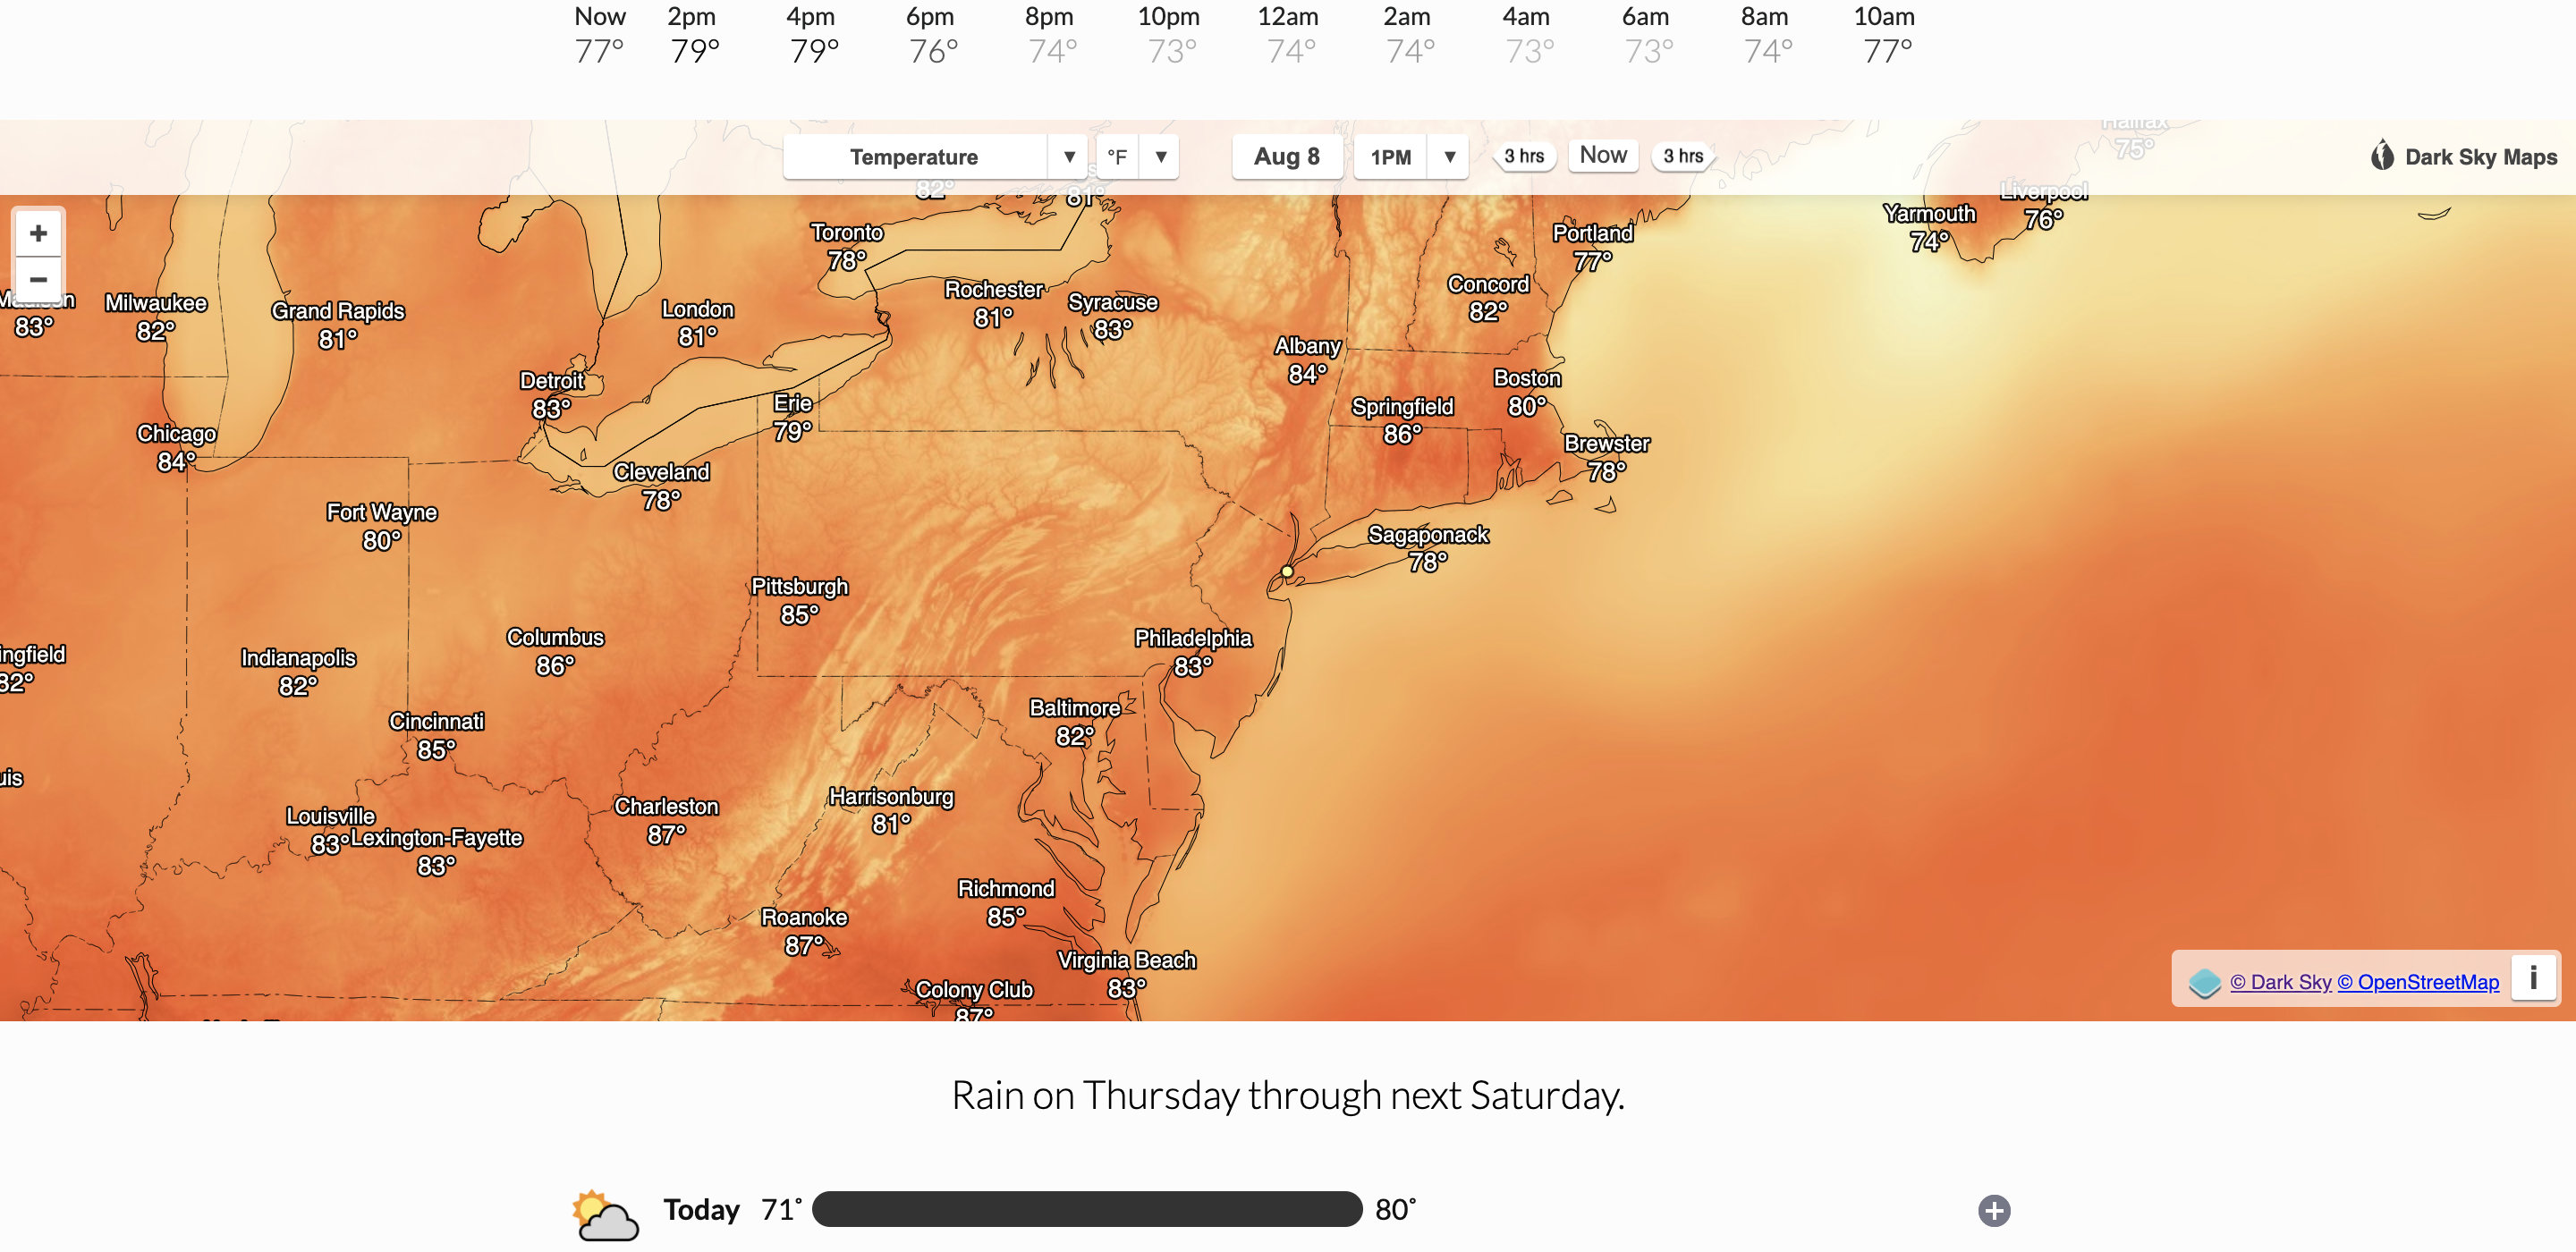 Now 2pm 4pm 6pm 8pm 10pm 12am 2am 4am 6am 8am 10am
77° 79° 79° 76° 74° 73° 74° 74° 73° 73° 74° 77°
Halifax
75°
Temperature ▼ °F ▼ Aug 8 1PM ▼ 3 hrs Now 3 hrs
Dark Sky Maps
82°
81°
Liverpool
76°
Yarmouth
74°
+
−
Toronto
78°
Portland
77°
83°
Milwaukee
82°
Grand Rapids
81°
London
81°
Rochester
81°
Syracuse
83°
Concord
82°
Albany
84°
Detroit
83°
Erie
79°
Springfield
86°
Boston
80°
Chicago
84°
Cleveland
78°
Brewster
78°
Fort Wayne
80°
Sagaponack
78°
Pittsburgh
85°
Columbus
86°
Philadelphia
83°
ingfield
82°
Indianapolis
82°
Baltimore
82°
Cincinnati
85°
uis
Harrisonburg
81°
Charleston
87°
Louisville
83°
Lexington-Fayette
83°
Richmond
85°
Roanoke
87°
Virginia Beach
83°
Colony Club
87°
© Dark Sky © OpenStreetMap i
Rain on Thursday through next Saturday.
Today 71° 80°
+